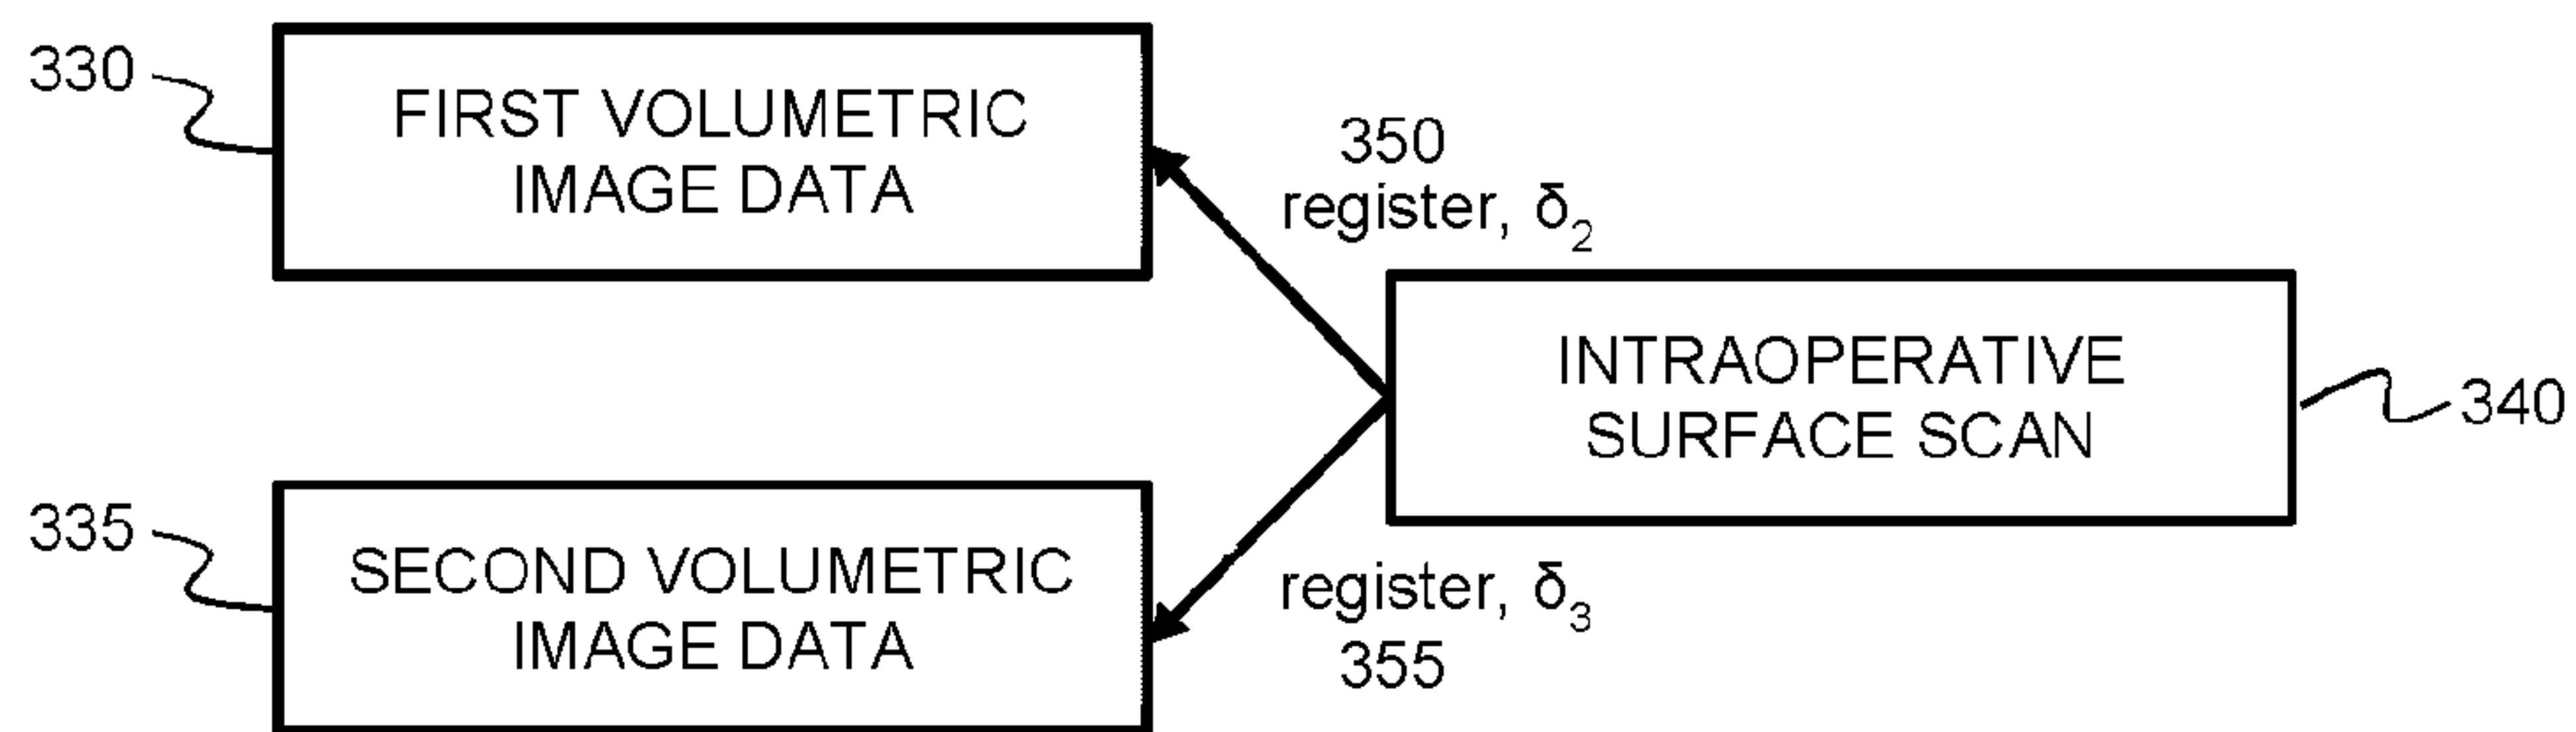 330
FIRST VOLUMETRIC
IMAGE DATA
350
register, δ₂
INTRAOPERATIVE
SURFACE SCAN
340
335
SECOND VOLUMETRIC
IMAGE DATA
register, δ₃
355